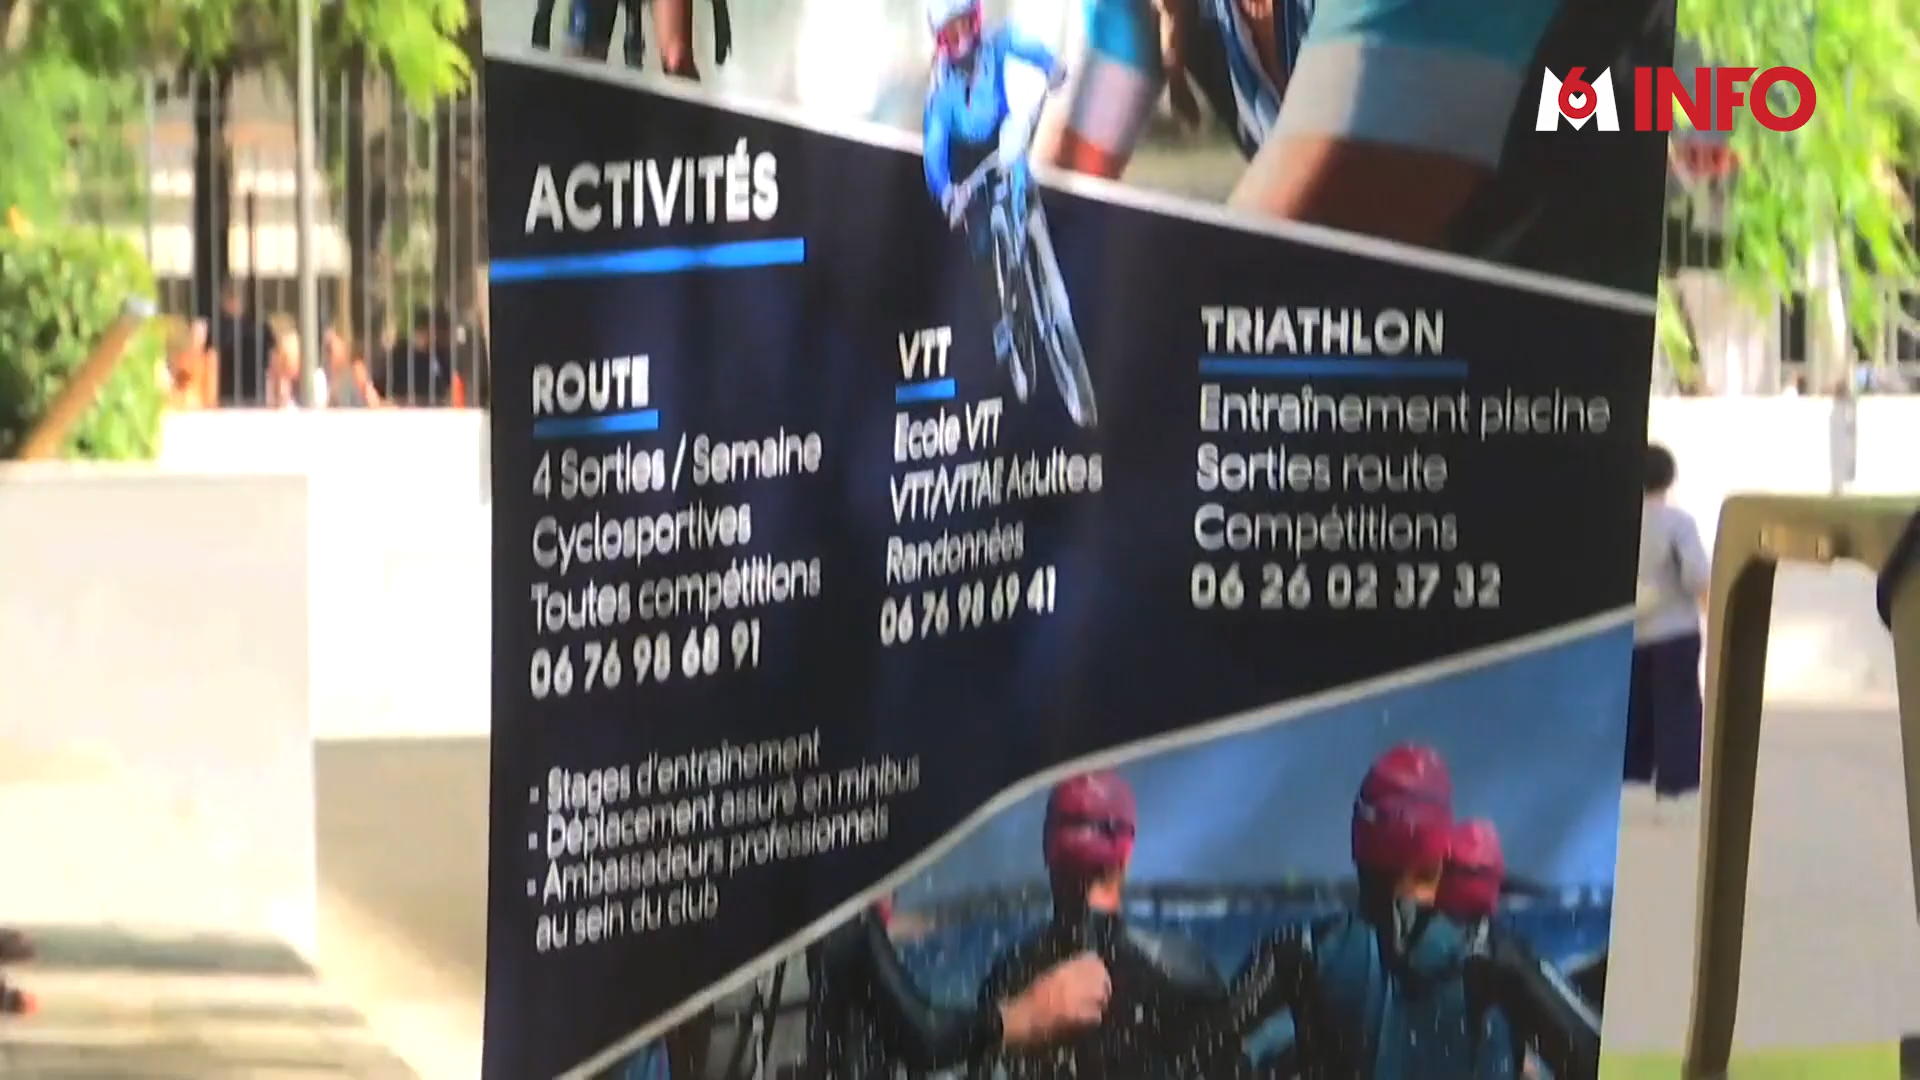 M6 INFO
ACTIVITÉS
ROUTE
4 Sorties / Semaine
Cyclosportives
Toutes compétitions
06 76 98 68 91
VTT
Ecole VTT
VTT/VTTAE Adultes
Randonnées
06 76 98 69 41
TRIATHLON
Entraînement piscine
Sorties route
Compétitions
06 26 02 37 32
- Stages d'entraînement
- Déplacement assuré en minibus
- Ambassadeurs professionnels
au sein du club